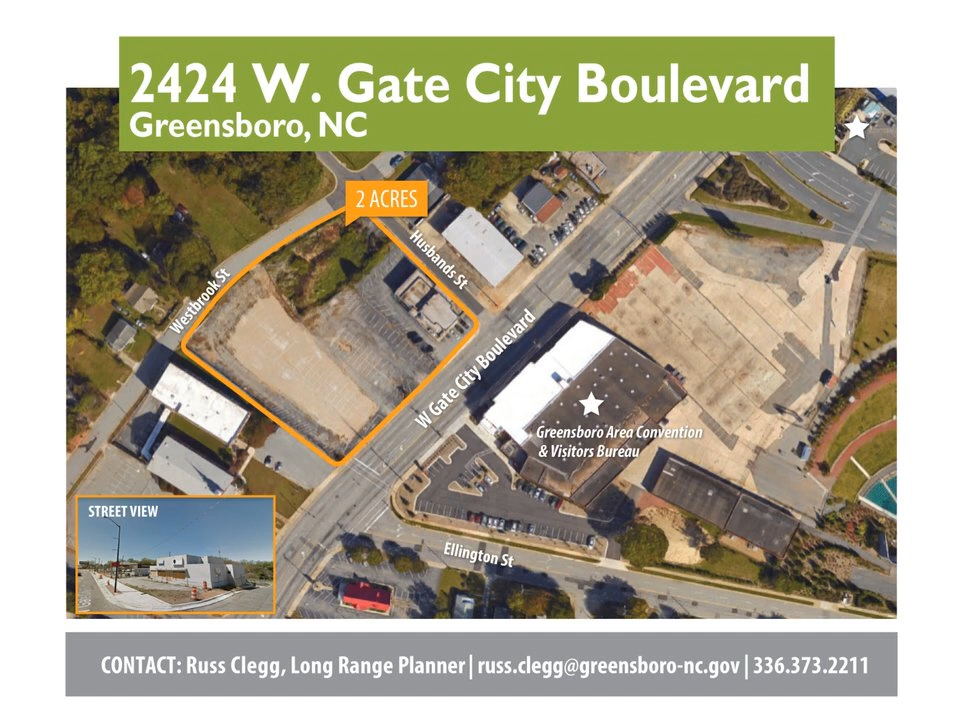 2424 W. Gate City Boulevard
Greensboro, NC
2 ACRES
Husbands St
Westbrook St
W Gate City Boulevard
Greensboro Area Convention
& Visitors Bureau
STREET VIEW
Ellington St
CONTACT: Russ Clegg, Long Range Planner | russ.clegg@greensboro-nc.gov | 336.373.2211